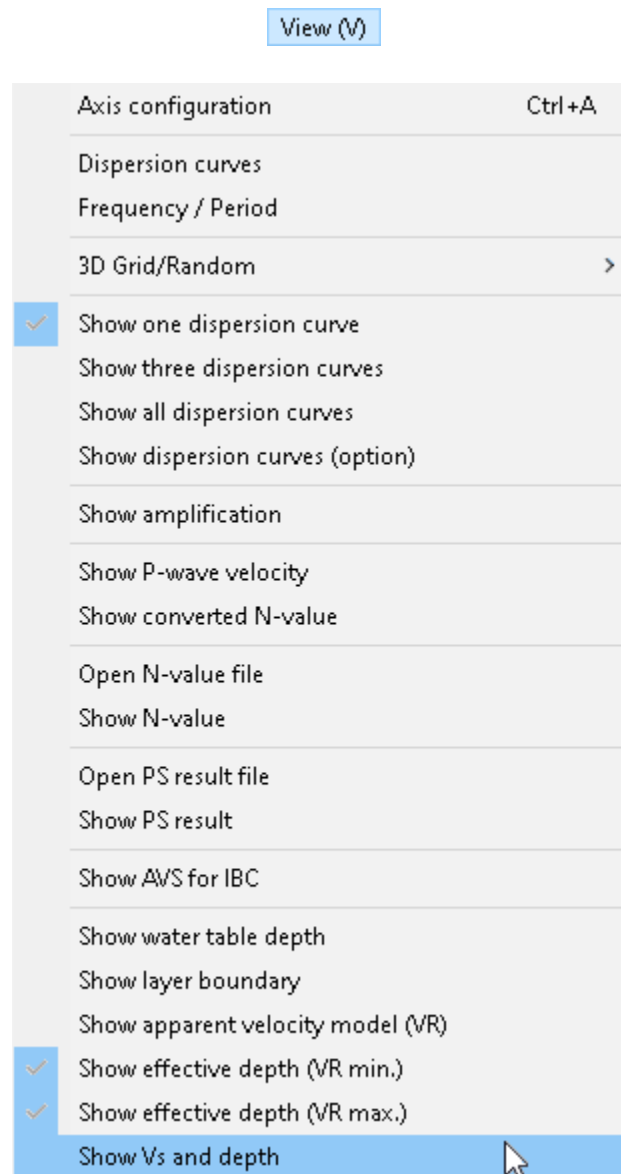 View (V)
Axis configuration Ctrl+A
Dispersion curves
Frequency / Period
3D Grid/Random
Show one dispersion curve
Show three dispersion curves
Show all dispersion curves
Show dispersion curves (option)
Show amplification
Show P-wave velocity
Show converted N-value
Open N-value file
Show N-value
Open PS result file
Show PS result
Show AVS for IBC
Show water table depth
Show layer boundary
Show apparent velocity model (VR)
Show effective depth (VR min.)
Show effective depth (VR max.)
Show Vs and depth